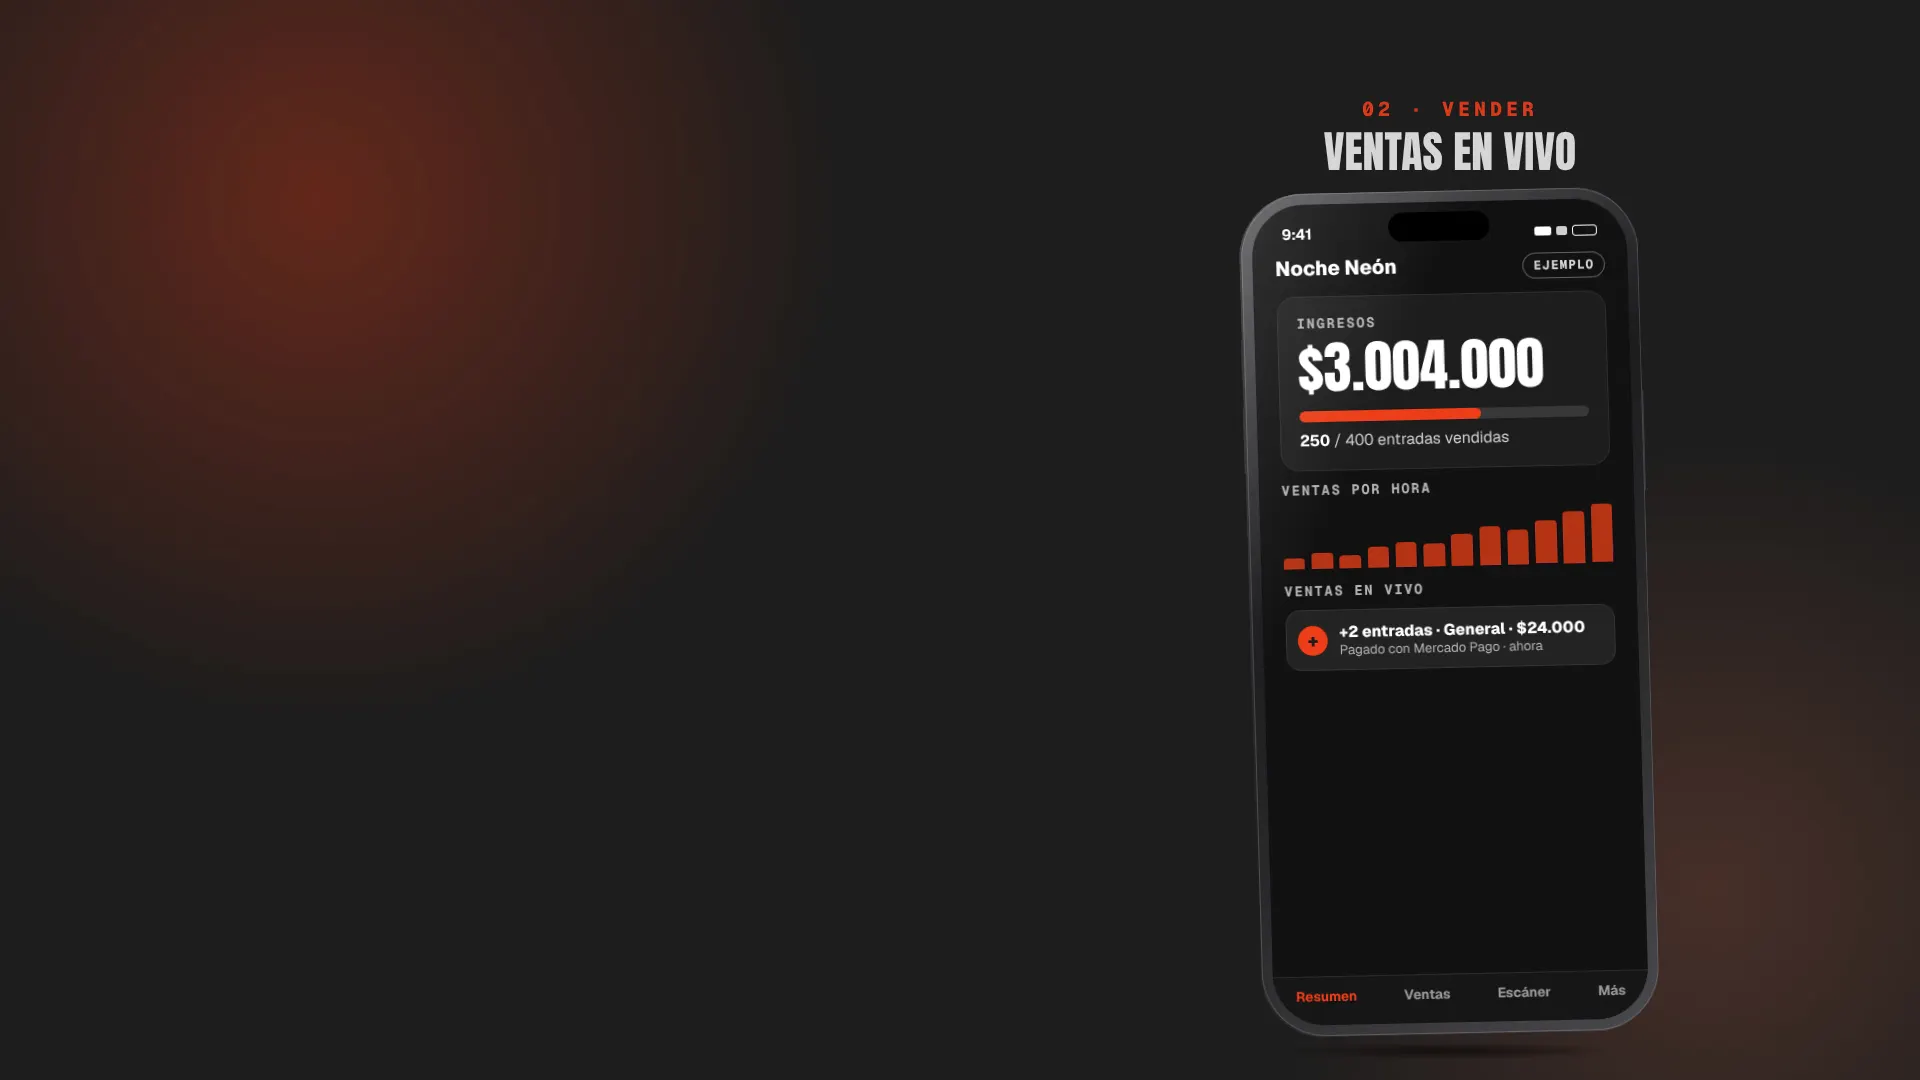 02 · VENDER
VENTAS EN VIVO
9:41
Noche Neón
EJEMPLO
INGRESOS
$3.004.000
250 / 400 entradas vendidas
VENTAS POR HORA
VENTAS EN VIVO
+
+2 entradas · General · $24.000
Pagado con Mercado Pago · ahora
Resumen Ventas Escáner Más